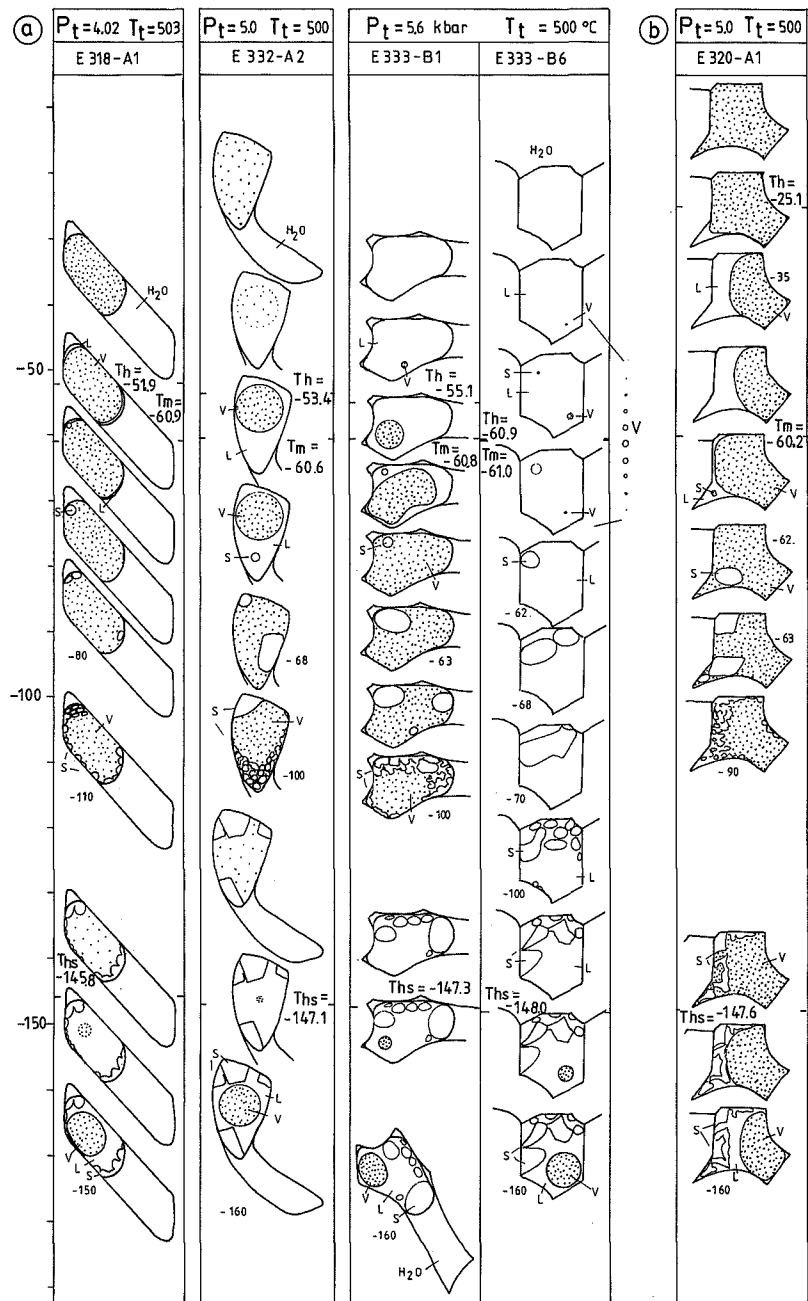 a
Pt=4.02 Tt=503
E 318-A1
H2O
L
V
Th=
-51.9
Tm=
-60.9
L
S
-80
V
S
-110
Ths=
-145.8
V
L
S
-150
-50
-100
-150
Pt=5.0 Tt=500
E 332-A2
H2O
V
Th=
-53.4
L
Tm=
-60.6
V
L
S
-68
S
V
-100
Ths=
-147.1
S
L
V
-160
Pt=5,6 kbar Tt=500 °C
E333-B1
L
V
Th=
-55.1
Tm=
-60.8
S
V
-63
S
V
-100
Ths=-147.3
V
L
S
-160
H2O
E333-B6
H2O
L
V
S
L
V
Th=
-60.9
Tm=
-61.0
V
V
S
L
-62.
-68
-70
S
L
-100
S
L
Ths=
-148.0
S
-160
L
V
b
Pt=5.0 Tt=500
E 320-A1
Th=
-25.1
L
-35
V
Tm=
-60.2
S
L
V
-62.
S
V
-63
-90
S
V
Ths=-147.6
S
V
-160
L